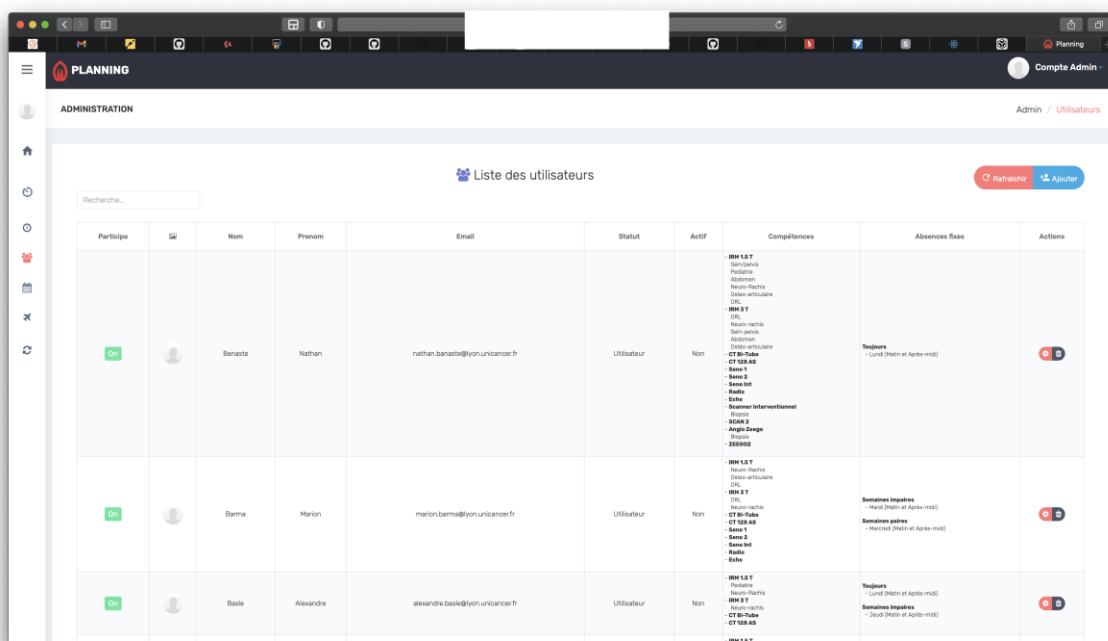 Planning
PLANNING
Compte Admin
ADMINISTRATION
Admin / Utilisateurs
Liste des utilisateurs
Rafraichir
Ajouter
Recherche...
Participe Nom Prenom Email Statut Actif Compétences Absences fixes Actions
On Banaste Nathan nathan.banaste@lyon.unicancer.fr Utilisateur Non
- IRM 1.5 T
Sein/pelvis
Pediatrie
Abdomen
Neuro-Rachis
Osteo-articulaire
ORL
- IRM 3 T
ORL
Neuro-rachis
Sein-pelvis
Abdomen
Ostéo-articulaire
- CT Bi-Tube
- CT 128 AS
- Seno 1
- Seno 2
- Seno Int
- Radio
- Echo
- Scanner interventionnel
Biopsie
- SCAN 2
- Angio Zeego
Biopsie
- ZEEGO2
Toujours
- Lundi (Matin et Après-midi)
On Barma Marion marion.barma@lyon.unicancer.fr Utilisateur Non
- IRM 1.5 T
Neuro-Rachis
Osteo-articulaire
ORL
- IRM 3 T
ORL
Neuro-rachis
- CT Bi-Tube
- CT 128 AS
- Seno 1
- Seno 2
- Seno Int
- Radio
- Echo
Semaines impaires
- Mardi (Matin et Après-midi)
Semaines paires
- Mercredi (Matin et Après-midi)
On Basle Alexandre alexandre.basle@lyon.unicancer.fr Utilisateur Non
- IRM 1.5 T
Pediatrie
Neuro-Rachis
- IRM 3 T
Neuro-rachis
- CT Bi-Tube
- CT 128 AS
Toujours
- Lundi (Matin et Après-midi)
Semaines impaires
- Jeudi (Matin et Après-midi)
- IRM 1.5 T